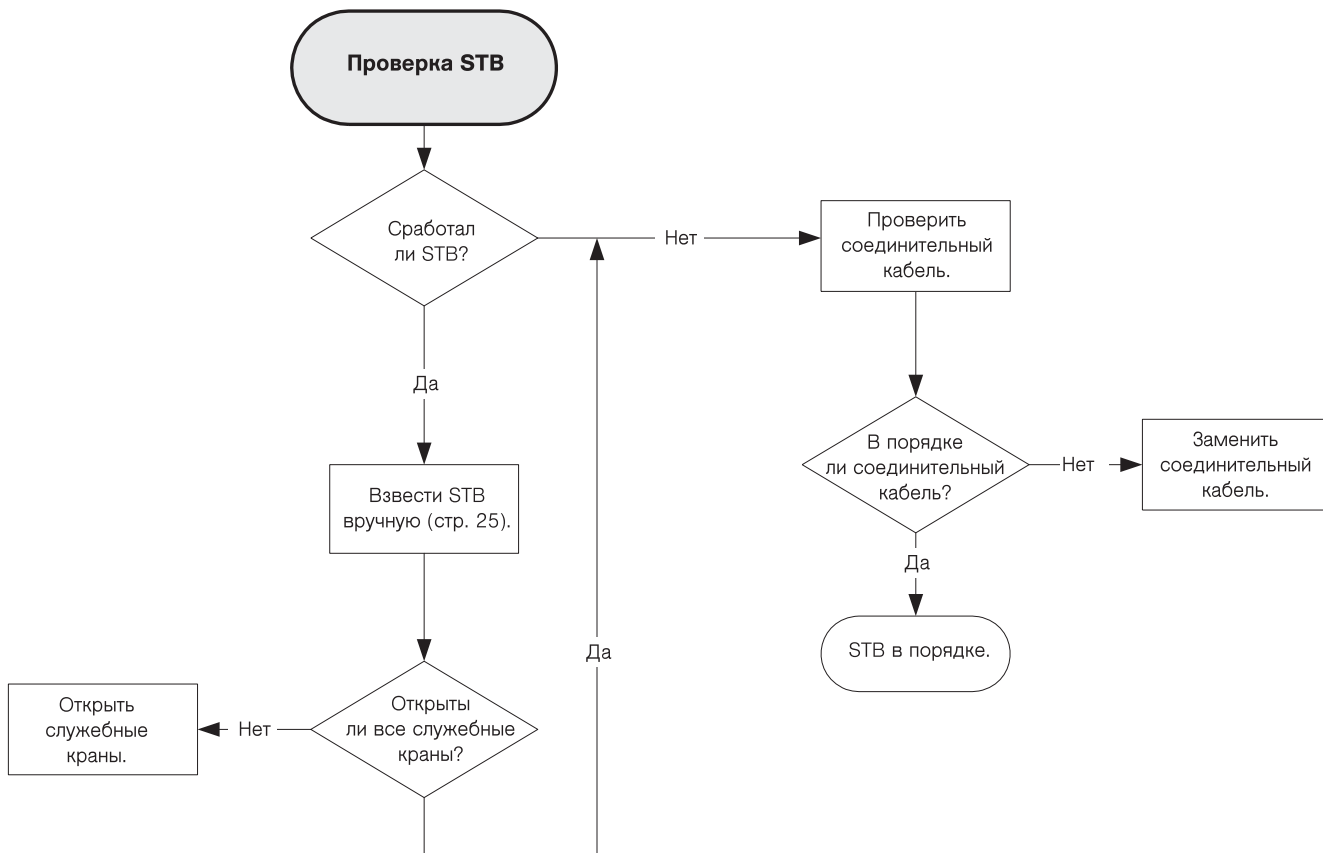 Проверка STB
Сработал
ли STB?
Нет
Проверить
соединительный
кабель.
Да
В порядке
ли соединительный
кабель?
Нет
Заменить
соединительный
кабель.
Взвести STB
вручную (стр. 25).
Да
STB в порядке.
Да
Открыты
ли все служебные
краны?
Нет
Открыть
служебные
краны.